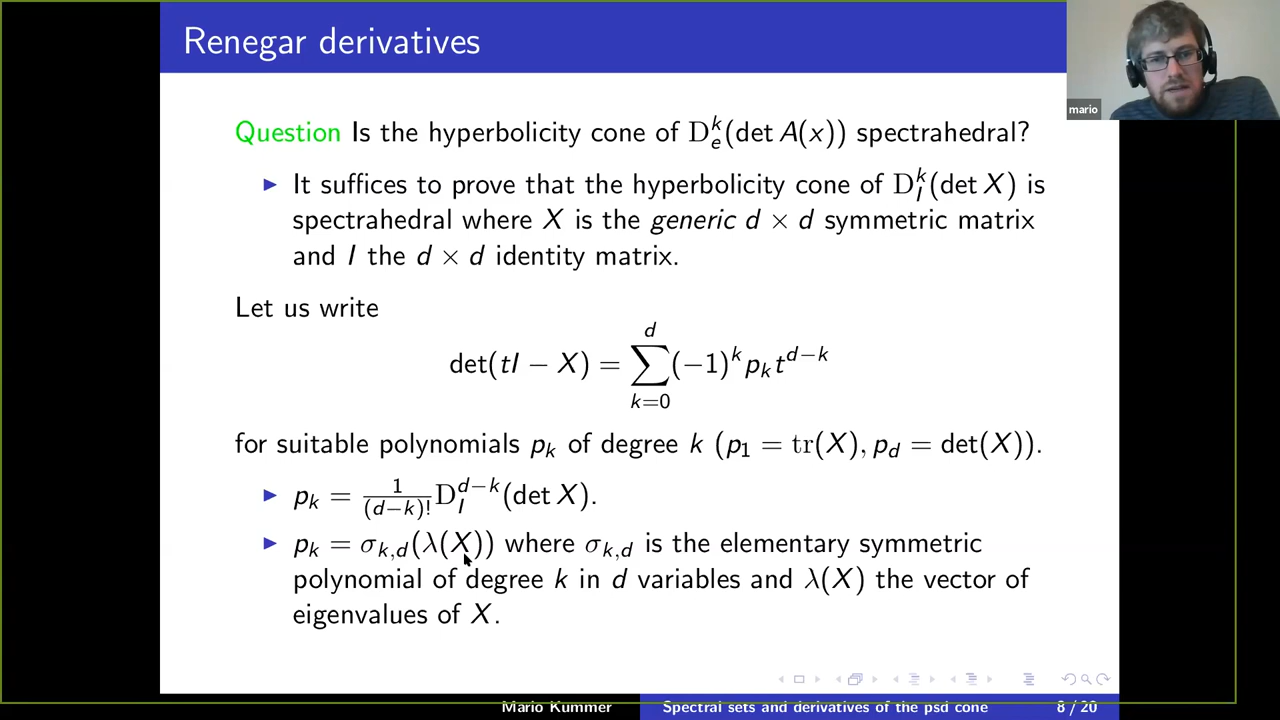 Renegar derivatives
mario
Question Is the hyperbolicity cone of D_e^k(det A(x)) spectrahedral?
▶ It suffices to prove that the hyperbolicity cone of D_I^k(det X) is
spectrahedral where X is the generic d × d symmetric matrix
and I the d × d identity matrix.
Let us write
det(tI − X) = ∑_{k=0}^{d} (−1)^k p_k t^{d−k}
for suitable polynomials p_k of degree k (p_1 = tr(X), p_d = det(X)).
▶ p_k = 1/(d−k)! D_I^{d−k}(det X).
▶ p_k = σ_{k,d}(λ(X)) where σ_{k,d} is the elementary symmetric
polynomial of degree k in d variables and λ(X) the vector of
eigenvalues of X.
Mario Kummer
Spectral sets and derivatives of the psd cone
8 / 20